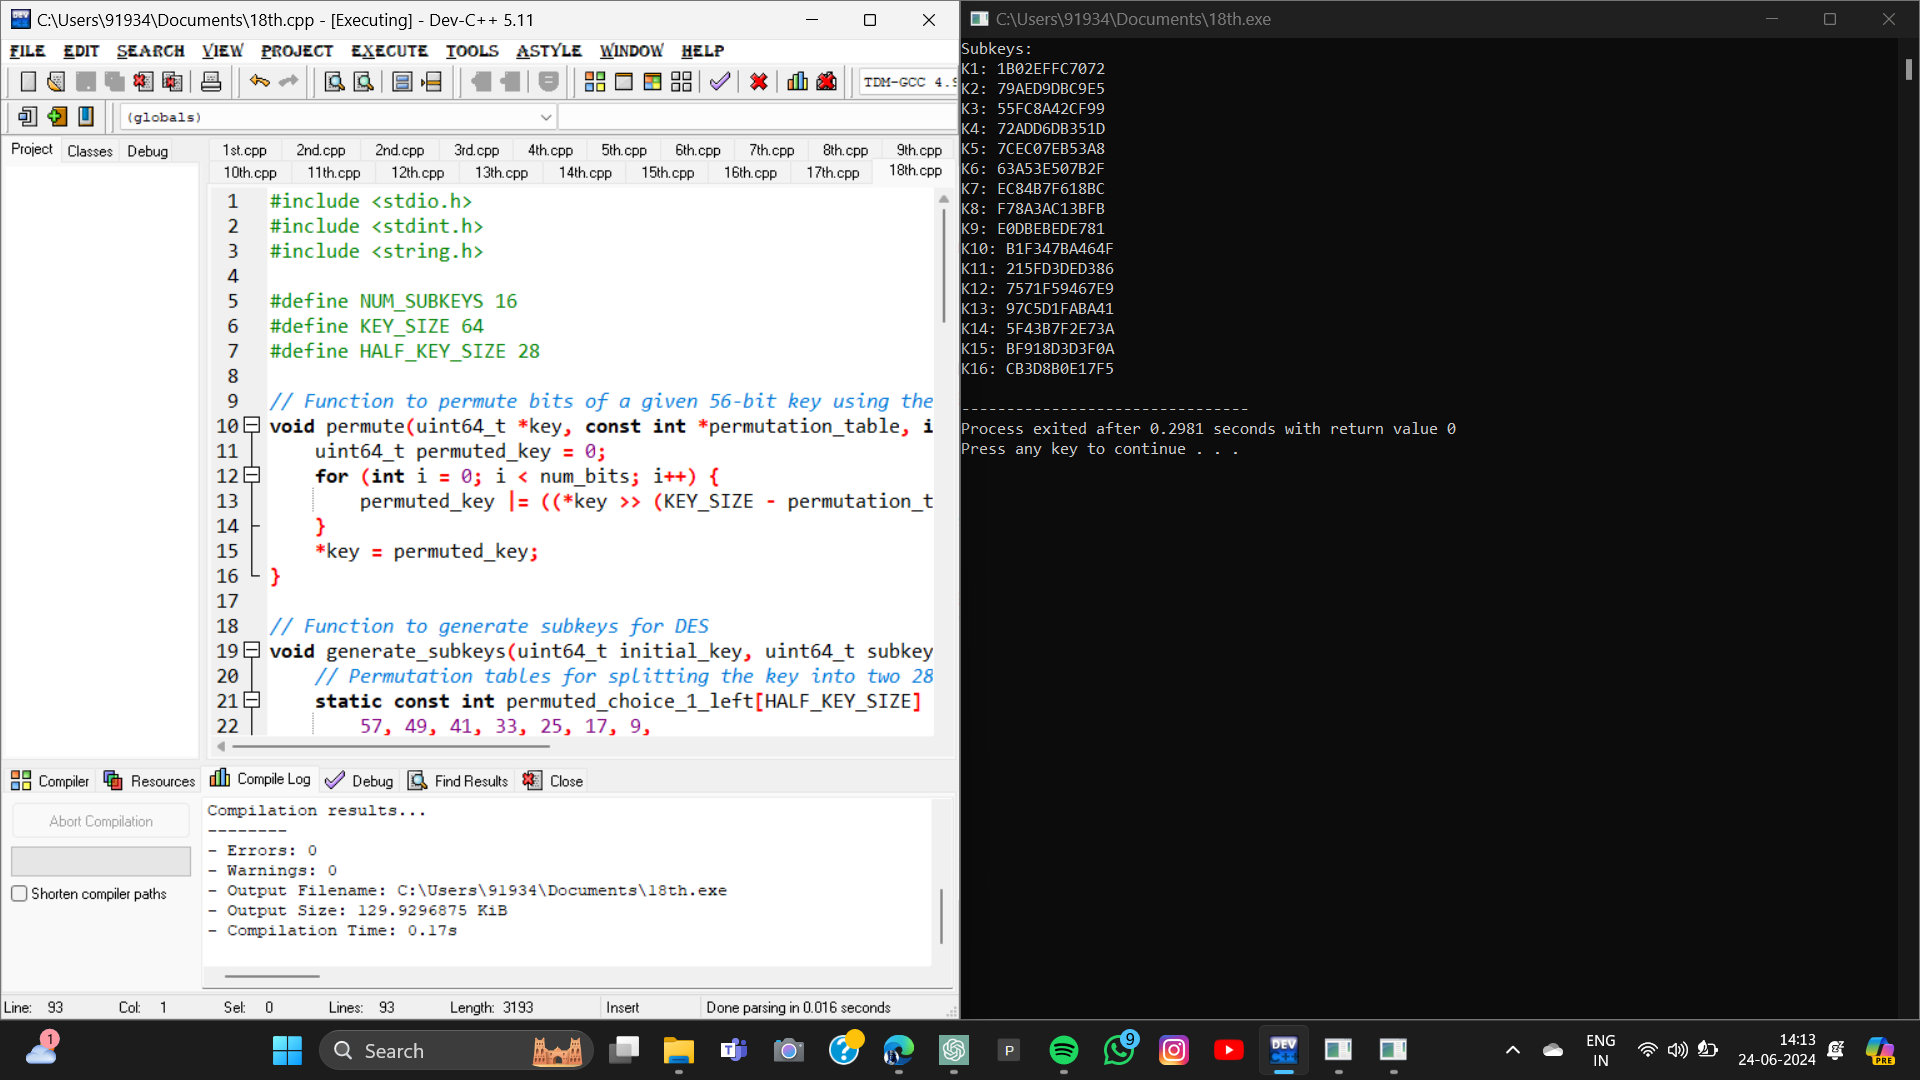 C:\Users\91934\Documents\18th.cpp - [Executing] - Dev-C++ 5.11
FILE EDIT SEARCH VIEW PROJECT EXECUTE TOOLS ASTYLE WINDOW HELP
TDM-GCC 4.9
(globals)
Project Classes Debug
1st.cpp 2nd.cpp 2nd.cpp 3rd.cpp 4th.cpp 5th.cpp 6th.cpp 7th.cpp 8th.cpp 9th.cpp
10th.cpp 11th.cpp 12th.cpp 13th.cpp 14th.cpp 15th.cpp 16th.cpp 17th.cpp 18th.cpp
1 #include <stdio.h>
2 #include <stdint.h>
3 #include <string.h>
4
5 #define NUM_SUBKEYS 16
6 #define KEY_SIZE 64
7 #define HALF_KEY_SIZE 28
8
9 // Function to permute bits of a given 56-bit key using the
10 void permute(uint64_t *key, const int *permutation_table, i
11 uint64_t permuted_key = 0;
12 for (int i = 0; i < num_bits; i++) {
13 permuted_key |= ((*key >> (KEY_SIZE - permutation_t
14 }
15 *key = permuted_key;
16 }
17
18 // Function to generate subkeys for DES
19 void generate_subkeys(uint64_t initial_key, uint64_t subkey
20 // Permutation tables for splitting the key into two 28
21 static const int permuted_choice_1_left[HALF_KEY_SIZE]
22 57, 49, 41, 33, 25, 17, 9,
Compiler Resources Compile Log Debug Find Results Close
Abort Compilation
Shorten compiler paths
Compilation results...
--------
- Errors: 0
- Warnings: 0
- Output Filename: C:\Users\91934\Documents\18th.exe
- Output Size: 129.9296875 KiB
- Compilation Time: 0.17s
Line: 93 Col: 1 Sel: 0 Lines: 93 Length: 3193 Insert Done parsing in 0.016 seconds
C:\Users\91934\Documents\18th.exe
Subkeys:
K1: 1B02EFFC7072
K2: 79AED9DBC9E5
K3: 55FC8A42CF99
K4: 72ADD6DB351D
K5: 7CEC07EB53A8
K6: 63A53E507B2F
K7: EC84B7F618BC
K8: F78A3AC13BFB
K9: E0DBEBEDE781
K10: B1F347BA464F
K11: 215FD3DED386
K12: 7571F59467E9
K13: 97C5D1FABA41
K14: 5F43B7F2E73A
K15: BF918D3D3F0A
K16: CB3D8B0E17F5
--------------------------------
Process exited after 0.2981 seconds with return value 0
Press any key to continue . . .
1
Search
P
9
DEV
ENG
IN
14:13
24-06-2024
PRE